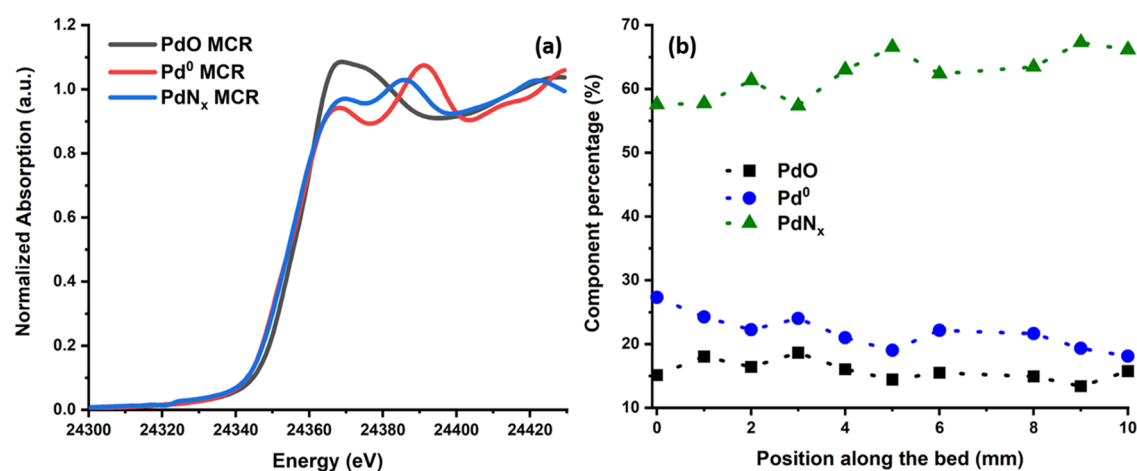 (a)
PdO MCR
Pd⁰ MCR
PdNₓ MCR
Normalized Absorption (a.u.)
1.2
1.0
0.8
0.6
0.4
0.2
0.0
24300 24320 24340 24360 24380 24400 24420
Energy (eV)
(b)
Component percentage (%)
70
60
50
40
30
20
10
PdO
Pd⁰
PdNₓ
0 2 4 6 8 10
Position along the bed (mm)